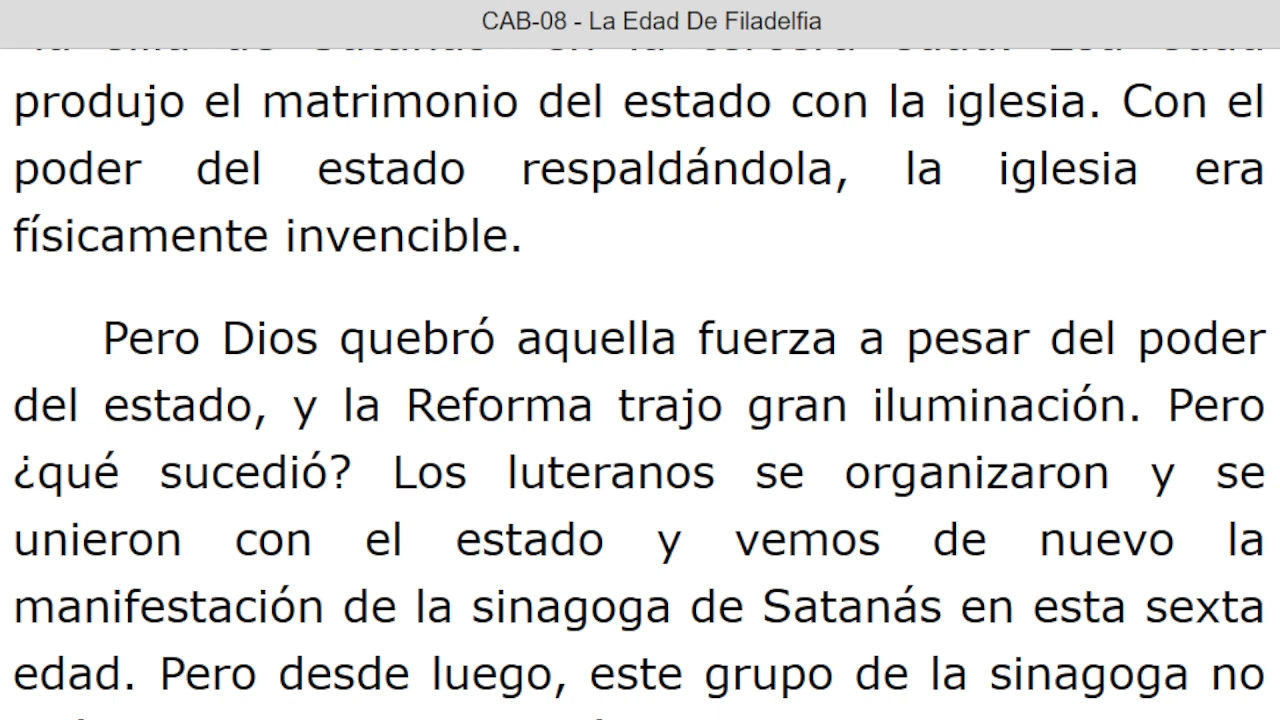 CAB-08 - La Edad De Filadelfia
produjo el matrimonio del estado con la iglesia. Con el
poder del estado respaldándola, la iglesia era
físicamente invencible.
Pero Dios quebró aquella fuerza a pesar del poder
del estado, y la Reforma trajo gran iluminación. Pero
¿qué sucedió? Los luteranos se organizaron y se
unieron con el estado y vemos de nuevo la
manifestación de la sinagoga de Satanás en esta sexta
edad. Pero desde luego, este grupo de la sinagoga no